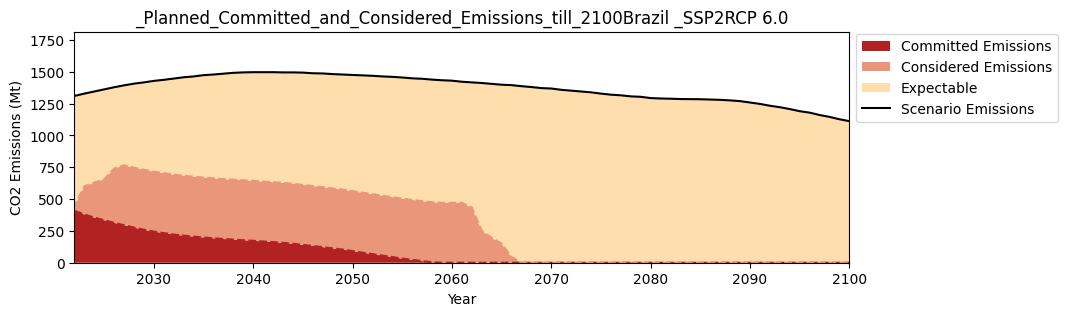 _Planned_Committed_and_Considered_Emissions_till_2100Brazil _SSP2RCP 6.0
CO2 Emissions (Mt)
1750
1500
1250
1000
750
500
250
0
2030 2040 2050 2060 2070 2080 2090 2100
Year
Committed Emissions
Considered Emissions
Expectable
Scenario Emissions